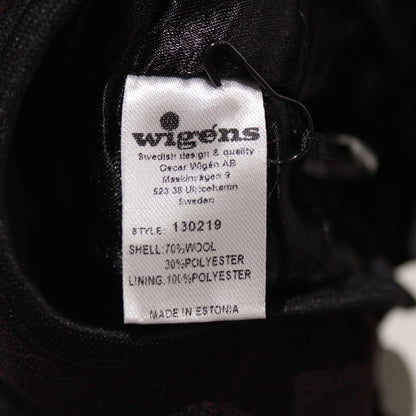 wigéns
Swedish design & quality
Oscar Wigén AB
Maskinvägen 9
523 38 Ulricehamn
Sweden
STYLE: 130219
SHELL:70%WOOL
30%POLYESTER
LINING:100%POLYESTER
MADE IN ESTONIA